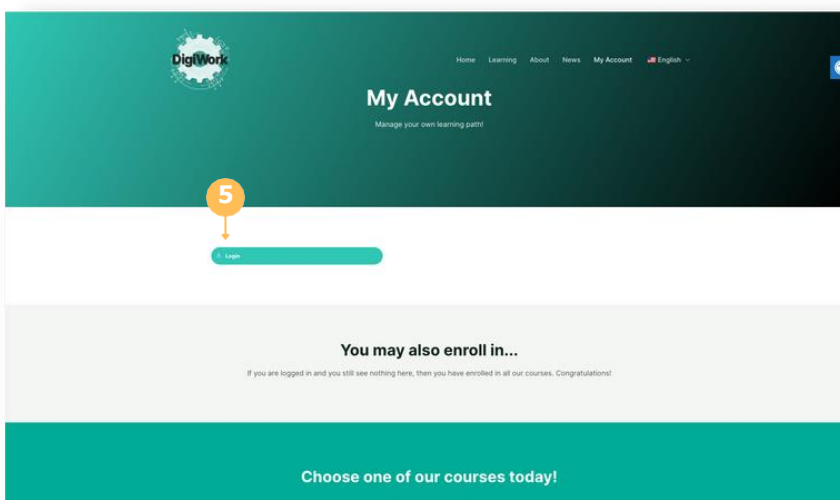 DigiWork
Home Learning About News My Account English
My Account
Manage your own learning path!
5
Login
You may also enroll in...
If you are logged in and you still see nothing here, then you have enrolled in all our courses. Congratulations!
Choose one of our courses today!